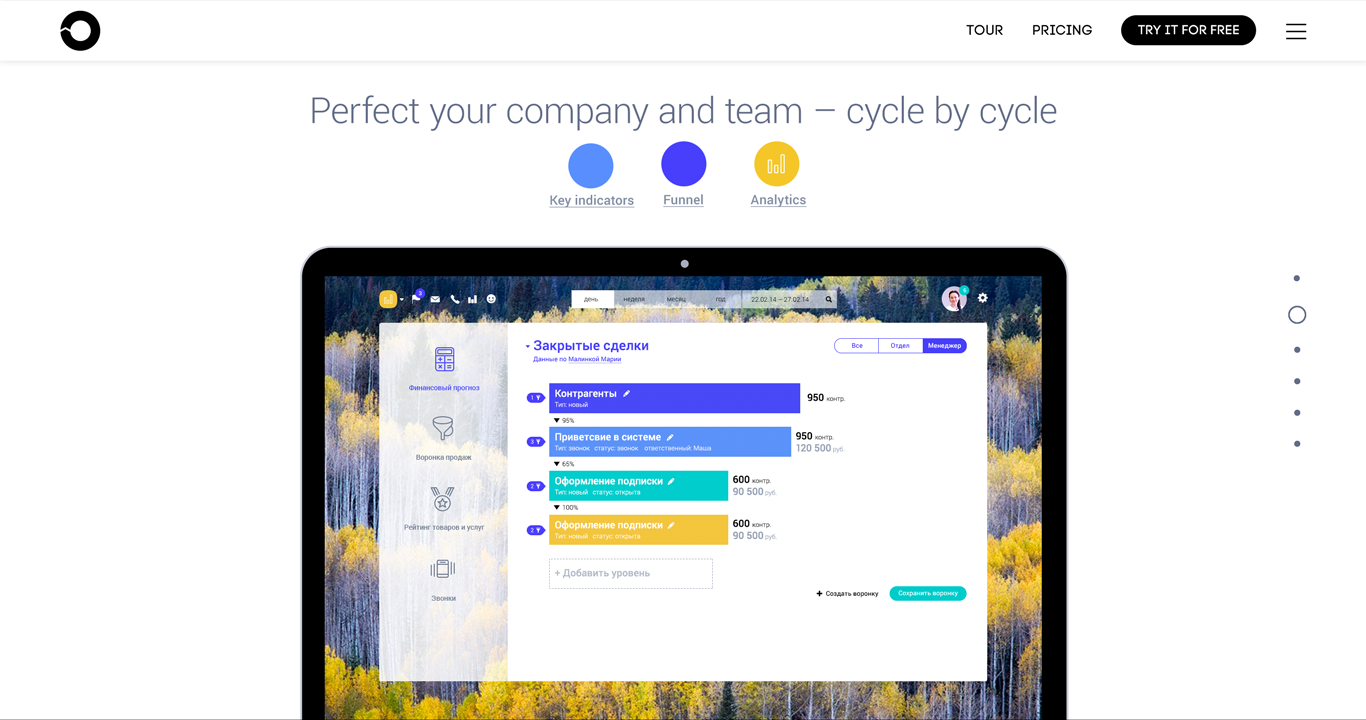 TOUR PRICING TRY IT FOR FREE
Perfect your company and team – cycle by cycle
Key indicators Funnel Analytics
3 день неделя месяц год 22.02.14 – 27.02.14
Закрытые сделки
Данные по Малинкой Марии
Все Отдел Менеджер
Финансовый прогноз
Воронка продаж
Рейтинг товаров и услуг
Звонки
1 Контрагенты 950 контр.
Тип: новый
95%
3 Приветсвие в системе 950 контр.
Тип: звонок статус: звонок ответственный: Маша 120 500 руб.
65%
2 Оформление подписки 600 контр.
Тип: новый статус: открыта 90 500 руб.
100%
2 Оформление подписки 600 контр.
Тип: новый статус: открыта 90 500 руб.
+ Добавить уровень
+ Создать воронку Сохранить воронку